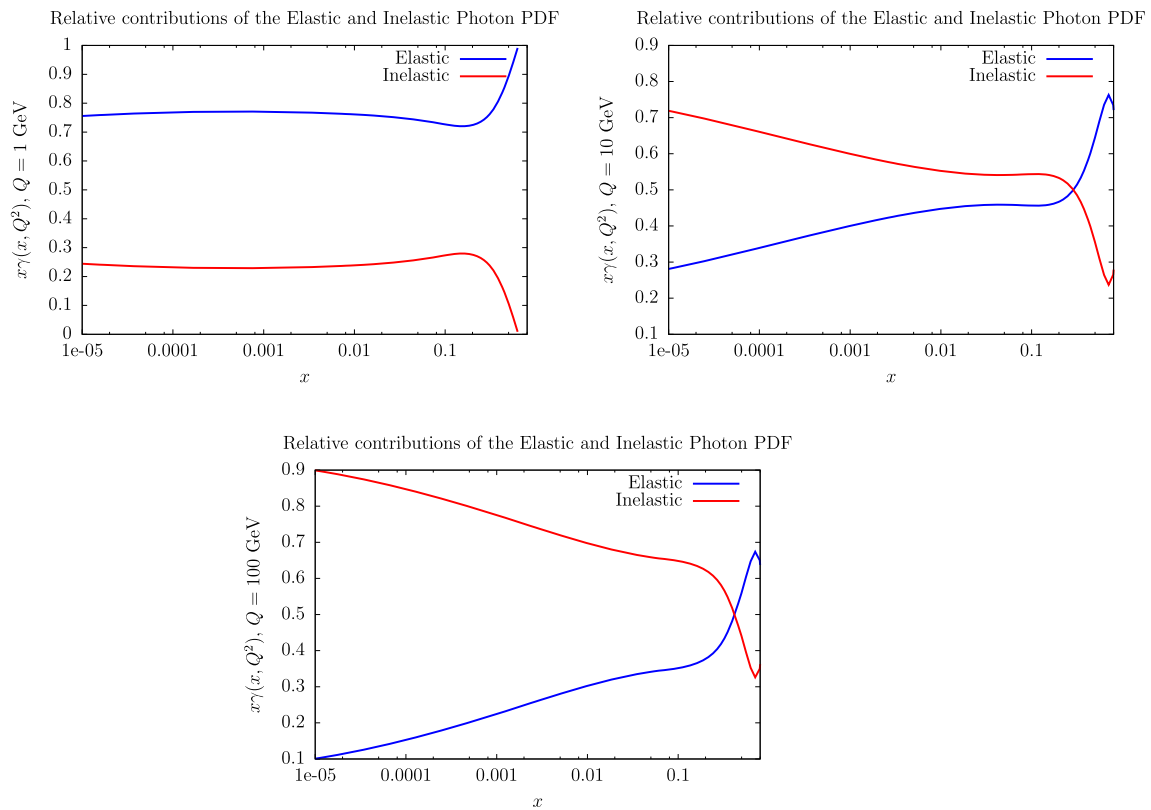 Relative contributions of the Elastic and Inelastic Photon PDF
xγ(x, Q²), Q = 1 GeV
1
0.9
0.8
0.7
0.6
0.5
0.4
0.3
0.2
0.1
0
Elastic
Inelastic
1e-05 0.0001 0.001 0.01 0.1
x
Relative contributions of the Elastic and Inelastic Photon PDF
xγ(x, Q²), Q = 10 GeV
0.9
0.8
0.7
0.6
0.5
0.4
0.3
0.2
0.1
Elastic
Inelastic
1e-05 0.0001 0.001 0.01 0.1
x
Relative contributions of the Elastic and Inelastic Photon PDF
xγ(x, Q²), Q = 100 GeV
0.9
0.8
0.7
0.6
0.5
0.4
0.3
0.2
0.1
Elastic
Inelastic
1e-05 0.0001 0.001 0.01 0.1
x